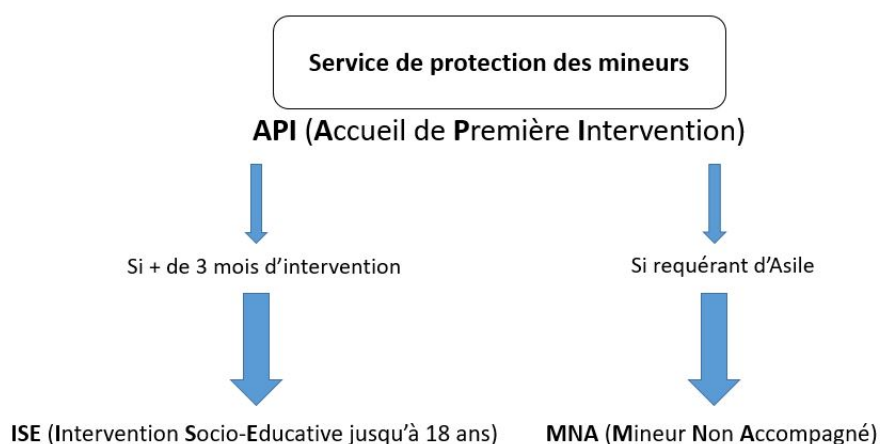 Service de protection des mineurs
API (Accueil de Première Intervention)
Si + de 3 mois d'intervention
Si requérant d'Asile
ISE (Intervention Socio-Educative jusqu'à 18 ans)
MNA (Mineur Non Accompagné)